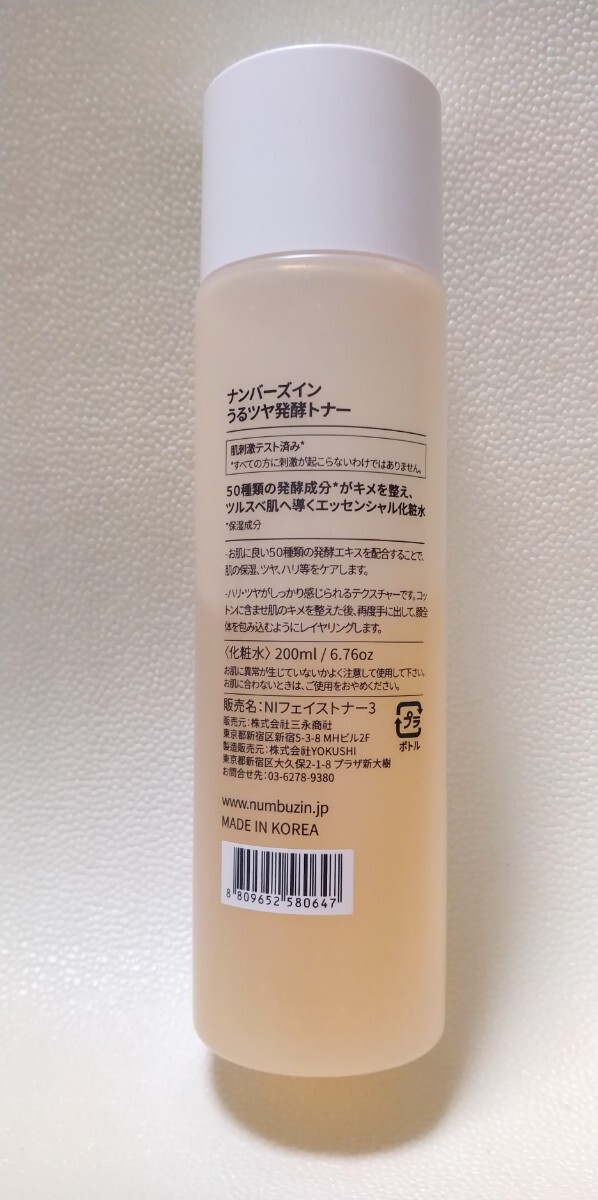 ナンバーズイン
うるツヤ発酵トナー
肌刺激テスト済み*
*すべての方に刺激が起こらないわけではありません。
50種類の発酵成分*がキメを整え、
ツルスベ肌へ導くエッセンシャル化粧水
*保湿成分
-お肌に良い50種類の発酵エキスを配合することで、
肌の保湿、ツヤ、ハリ等をケアします。
-ハリ・ツヤがしっかり感じられるテクスチャーです。コッ
トンに含ませ肌のキメを整えた後、再度手に出して、顔全
体を包み込むようにレイヤリングします。
〈化粧水〉 200ml / 6.76oz
お肌に異常が生じていないかよく注意して使用して下さい。
お肌に合わないときは、ご使用をおやめください。
販売名：NIフェイストナー3
販売元：株式会社三永商社
東京都新宿区新宿5-3-8 MHビル2F
製造販売元：株式会社YOKUSHI
東京都新宿区大久保2-1-8 プラザ新大樹
お問合せ先：03-6278-9380
プラ
ボトル
www.numbuzin.jp
MADE IN KOREA
8 809652 580647